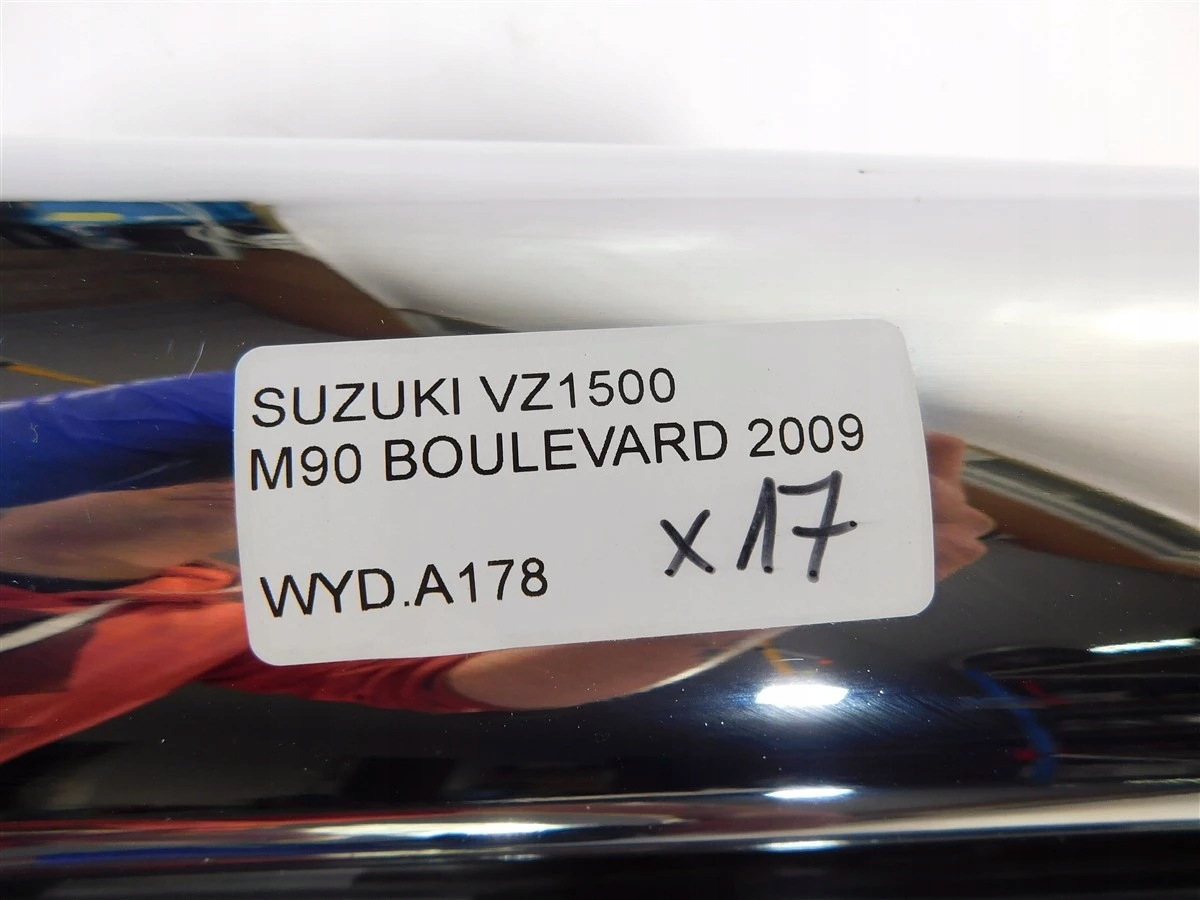 SUZUKI VZ1500
M90 BOULEVARD 2009
x17
WYD.A178